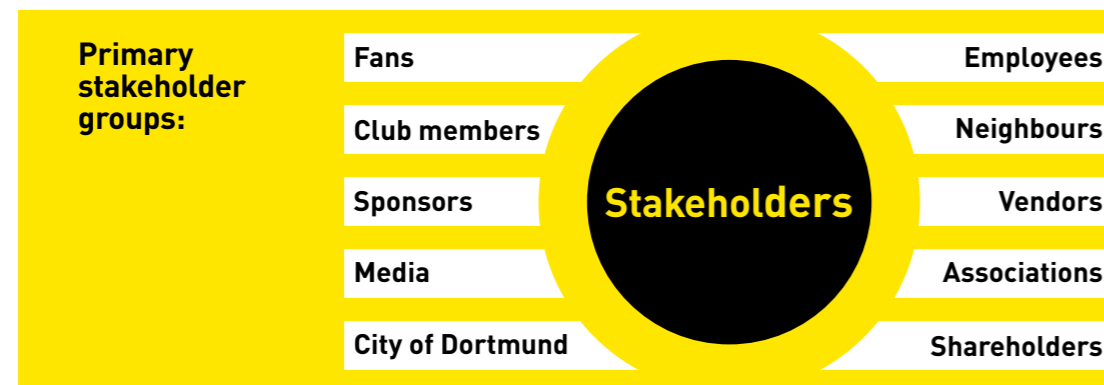 Primary
stakeholder
groups:
Fans
Club members
Sponsors
Media
City of Dortmund
Stakeholders
Employees
Neighbours
Vendors
Associations
Shareholders